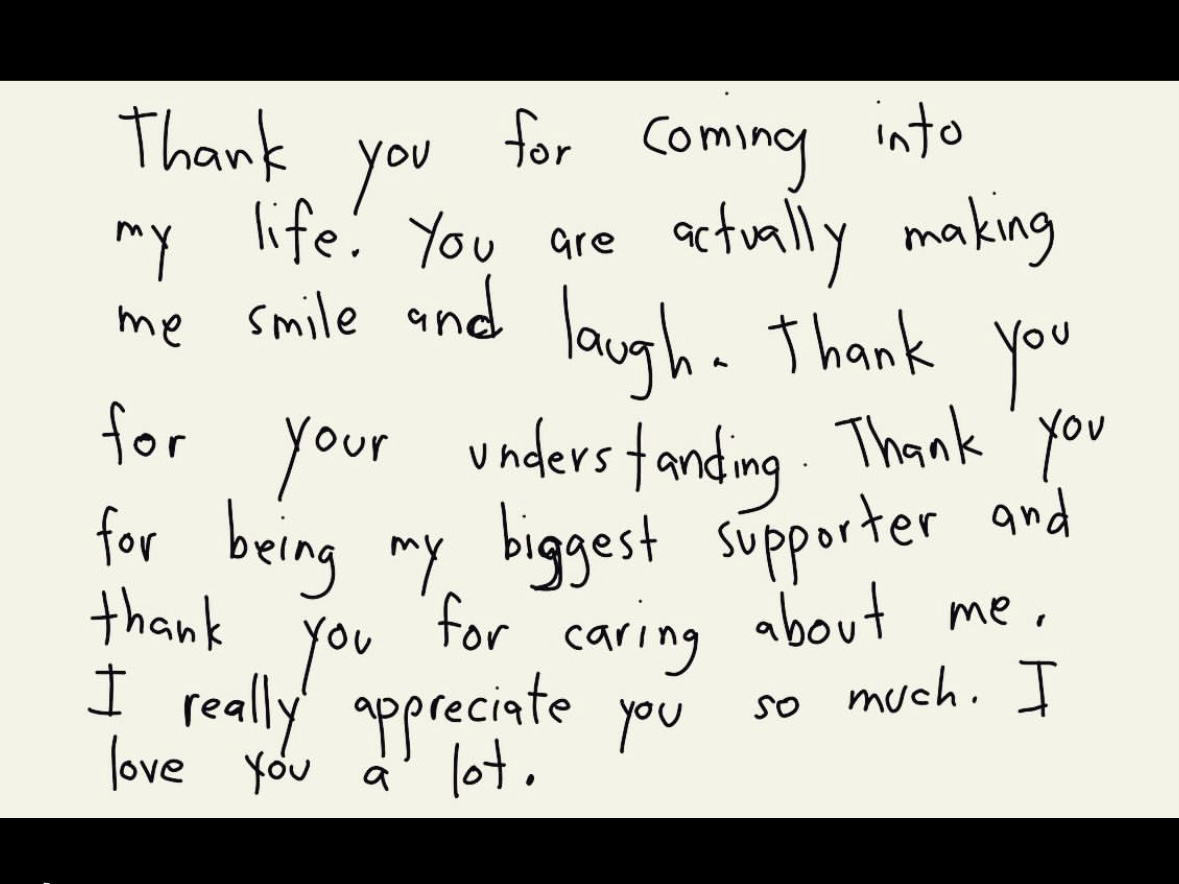 Thank you for coming into
my life. You are actually making
me smile and laugh. Thank you
for your understanding. Thank you
for being my biggest supporter and
thank you for caring about me.
I really appreciate you so much. I
love you a lot.